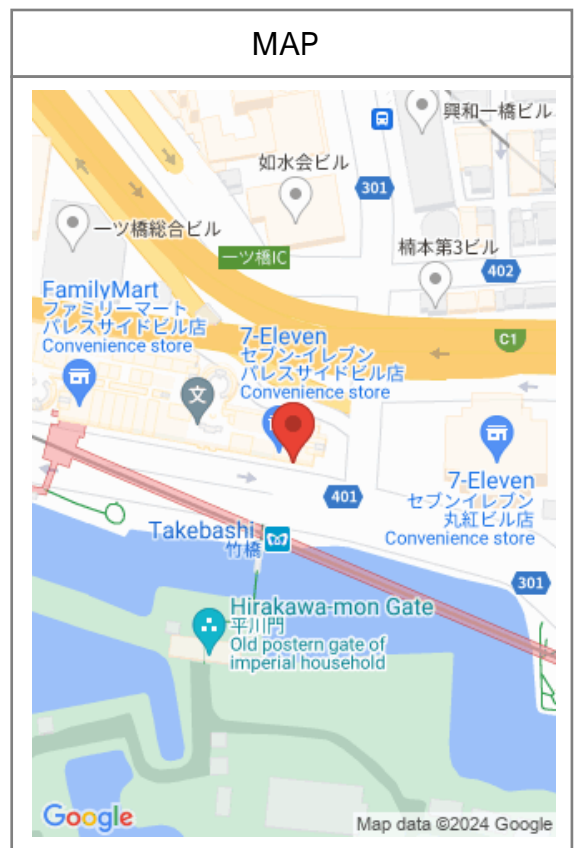 MAP
興和一橋ビル
如水会ビル
301
一ツ橋総合ビル
楠本第3ビル
一ツ橋IC
402
FamilyMart
ファミリーマート
パレスサイドビル店
Convenience store
7-Eleven
セブン-イレブン
パレスサイドビル店
Convenience store
C1
文
7-Eleven
セブンイレブン
丸紅ビル店
Convenience store
401
Takebashi
竹橋
301
Hirakawa-mon Gate
平川門
Old postern gate of
imperial household
Google
Map data ©2024 Google